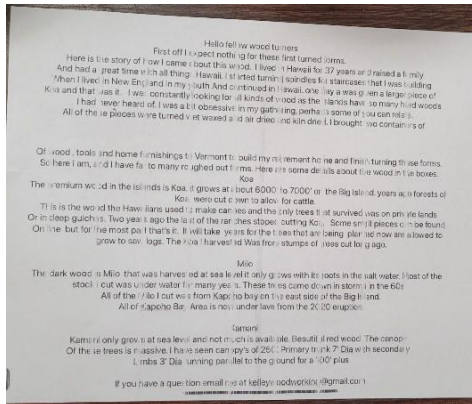 Hello fellow wood turners
First off I expect nothing for these first turned forms.
Here is the story of how I came about this wood. I lived in Hawaii for 37 years and raised a family
And had a great time with all things Hawaii. I started turning spindles for staircases that I was building
When I lived in New England in my youth And continued in Hawaii. one day a was given a larger piece of
Koa and that was it. I was constantly looking for all kinds of wood as the Islands have so many hard woods
I had never heard of. I was a bit obsessive in my gathering, perhaps some of you can relate.
All of the pieces were turned wet waxed and air dried and kiln dried. I brought two containers of
Of wood, tools and home furnishings to Vermont to build my retirement home and finish turning these forms.
So here I am, and I have far to many roughed out forms. Here are some details about the wood in the boxes.
Koa
The premium wood in the islands is Koa, it grows at about 6000' to 7000' or the Big Island. years ago forests of
Koa were cut down to allow for cattle.
This is the wood the Hawaiians used to make canoes and the only trees that survived was on private lands
Or in deep gulches. Two years ago the last of the ranches stopped cutting Koa. Some small pieces can be found
On line but for the most part that's it. It will take years for the trees that are being planted now are allowed to
grow to saw logs. The koa I harvested Was from stumps of trees cut long ago.
Milo
The dark wood is Milo that was harvested at sea level it only grows with its roots in the salt water. Most of the
stock I cut was under water for many years. These trees came down in storms in the 60s
All of the Milo I cut was from Kapoho bay on the east side of the Big Island.
All of Kapoho Bay Area is now under lava from the 2020 eruption.
Kamani
Kamani only grows at sea level and not much is available. Beautiful red wood. The canopy
Of these trees is massive. I have seen canopy's of 250'. Primary trunk 7' Dia with secondary
Limbs 3' Dia running parallel to the ground for a 100' plus
If you have a question email me at kelleywoodworking@gmail.com